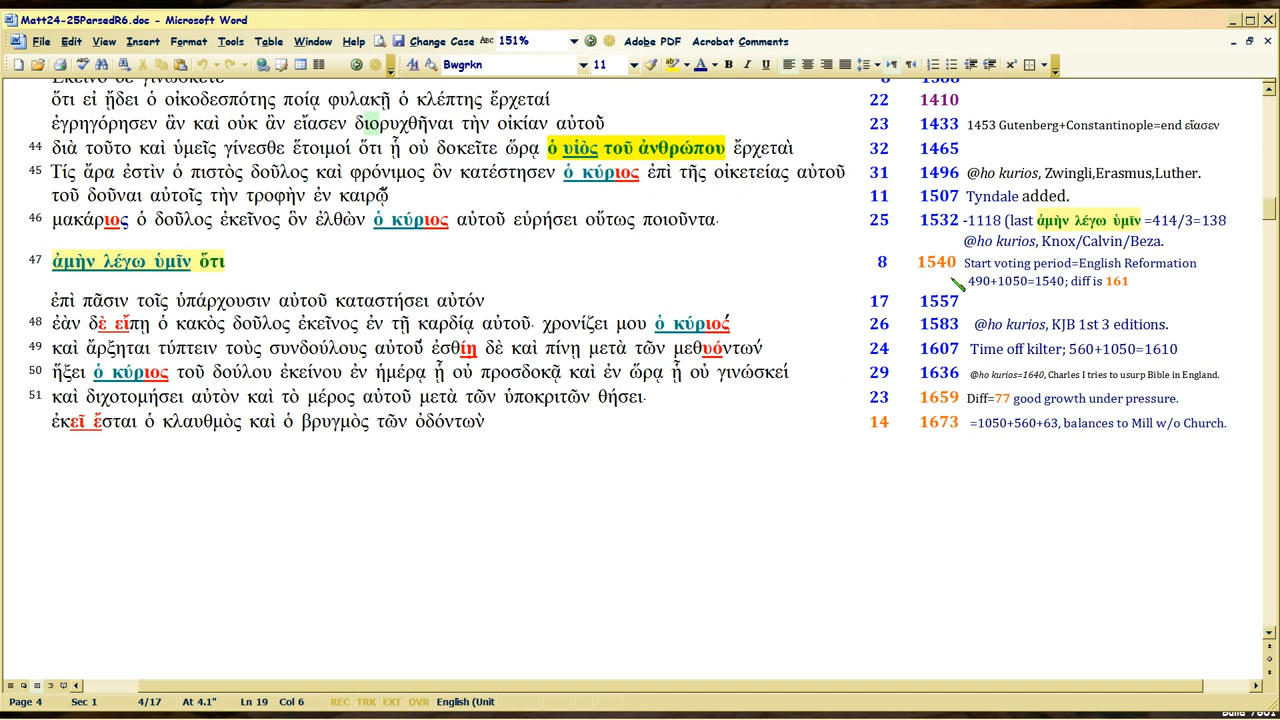 Matt24-25ParsedR6.doc - Microsoft Word
File Edit View Insert Format Tools Table Window Help Change Case 151% Adobe PDF Acrobat Comments
Bwgrkn 11
Ἐκεῖνο δὲ γινώσκετε 8 1388
ὅτι εἰ ᾔδει ὁ οἰκοδεσπότης ποίᾳ φυλακῇ ὁ κλέπτης ἔρχεταί 22 1410
ἐγρηγόρησεν ἂν καὶ οὐκ ἂν εἴασεν διορυχθῆναι τὴν οἰκίαν αὐτοῦ 23 1433 1453 Gutenberg+Constantinople=end εἴασεν
44 διὰ τοῦτο καὶ ὑμεῖς γίνεσθε ἕτοιμοί ὅτι ᾗ οὐ δοκεῖτε ὥρᾳ ὁ υἱὸς τοῦ ἀνθρώπου ἔρχεται 32 1465
45 Τίς ἄρα ἐστὶν ὁ πιστὸς δοῦλος καὶ φρόνιμος ὃν κατέστησεν ὁ κύριος ἐπὶ τῆς οἰκετείας αὐτοῦ 31 1496 @ho kurios, Zwingli,Erasmus,Luther.
τοῦ δοῦναι αὐτοῖς τὴν τροφὴν ἐν καιρῷ 11 1507 Tyndale added.
46 μακάριος ὁ δοῦλος ἐκεῖνος ὃν ἐλθὼν ὁ κύριος αὐτοῦ εὑρήσει οὕτως ποιοῦντα· 25 1532 -1118 (last ἀμὴν λέγω ὑμῖν =414/3=138
@ho kurios, Knox/Calvin/Beza.
47 ἀμὴν λέγω ὑμῖν ὅτι 8 1540 Start voting period=English Reformation
490+1050=1540; diff is 161
ἐπὶ πᾶσιν τοῖς ὑπάρχουσιν αὐτοῦ καταστήσει αὐτόν 17 1557
48 ἐὰν δὲ εἴπῃ ὁ κακὸς δοῦλος ἐκεῖνος ἐν τῇ καρδίᾳ αὐτοῦ· χρονίζει μου ὁ κύριος 26 1583 @ho kurios, KJB 1st 3 editions.
49 καὶ ἄρξηται τύπτειν τοὺς συνδούλους αὐτοῦ ἐσθίῃ δὲ καὶ πίνῃ μετὰ τῶν μεθυόντων 24 1607 Time off kilter; 560+1050=1610
50 ἥξει ὁ κύριος τοῦ δούλου ἐκείνου ἐν ἡμέρᾳ ᾗ οὐ προσδοκᾷ καὶ ἐν ὥρᾳ ᾗ οὐ γινώσκεί 29 1636 @ho kurios=1640, Charles I tries to usurp Bible in England.
51 καὶ διχοτομήσει αὐτὸν καὶ τὸ μέρος αὐτοῦ μετὰ τῶν ὑποκριτῶν θήσει· 23 1659 Diff=77 good growth under pressure.
ἐκεῖ ἔσται ὁ κλαυθμὸς καὶ ὁ βρυγμὸς τῶν ὀδόντων 14 1673 =1050+560+63, balances to Mill w/o Church.
Page 4 Sec 1 4/17 At 4.1" Ln 19 Col 6 REC TRK EXT OVR English (Unit